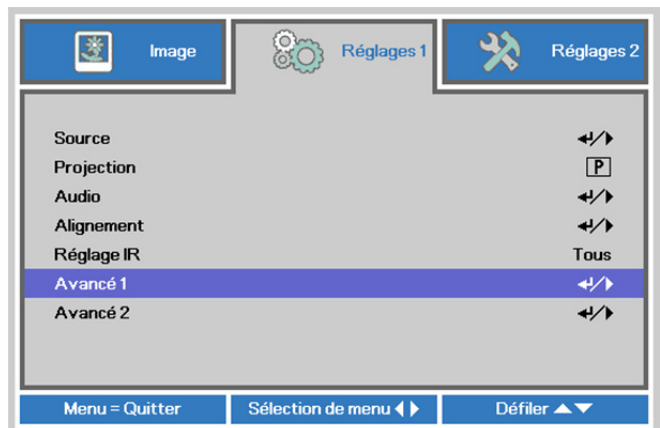 Image
Réglages 1
Réglages 2
Source
Projection P
Audio
Alignement
Réglage IR Tous
Avancé 1
Avancé 2
Menu = Quitter
Sélection de menu
Défiler